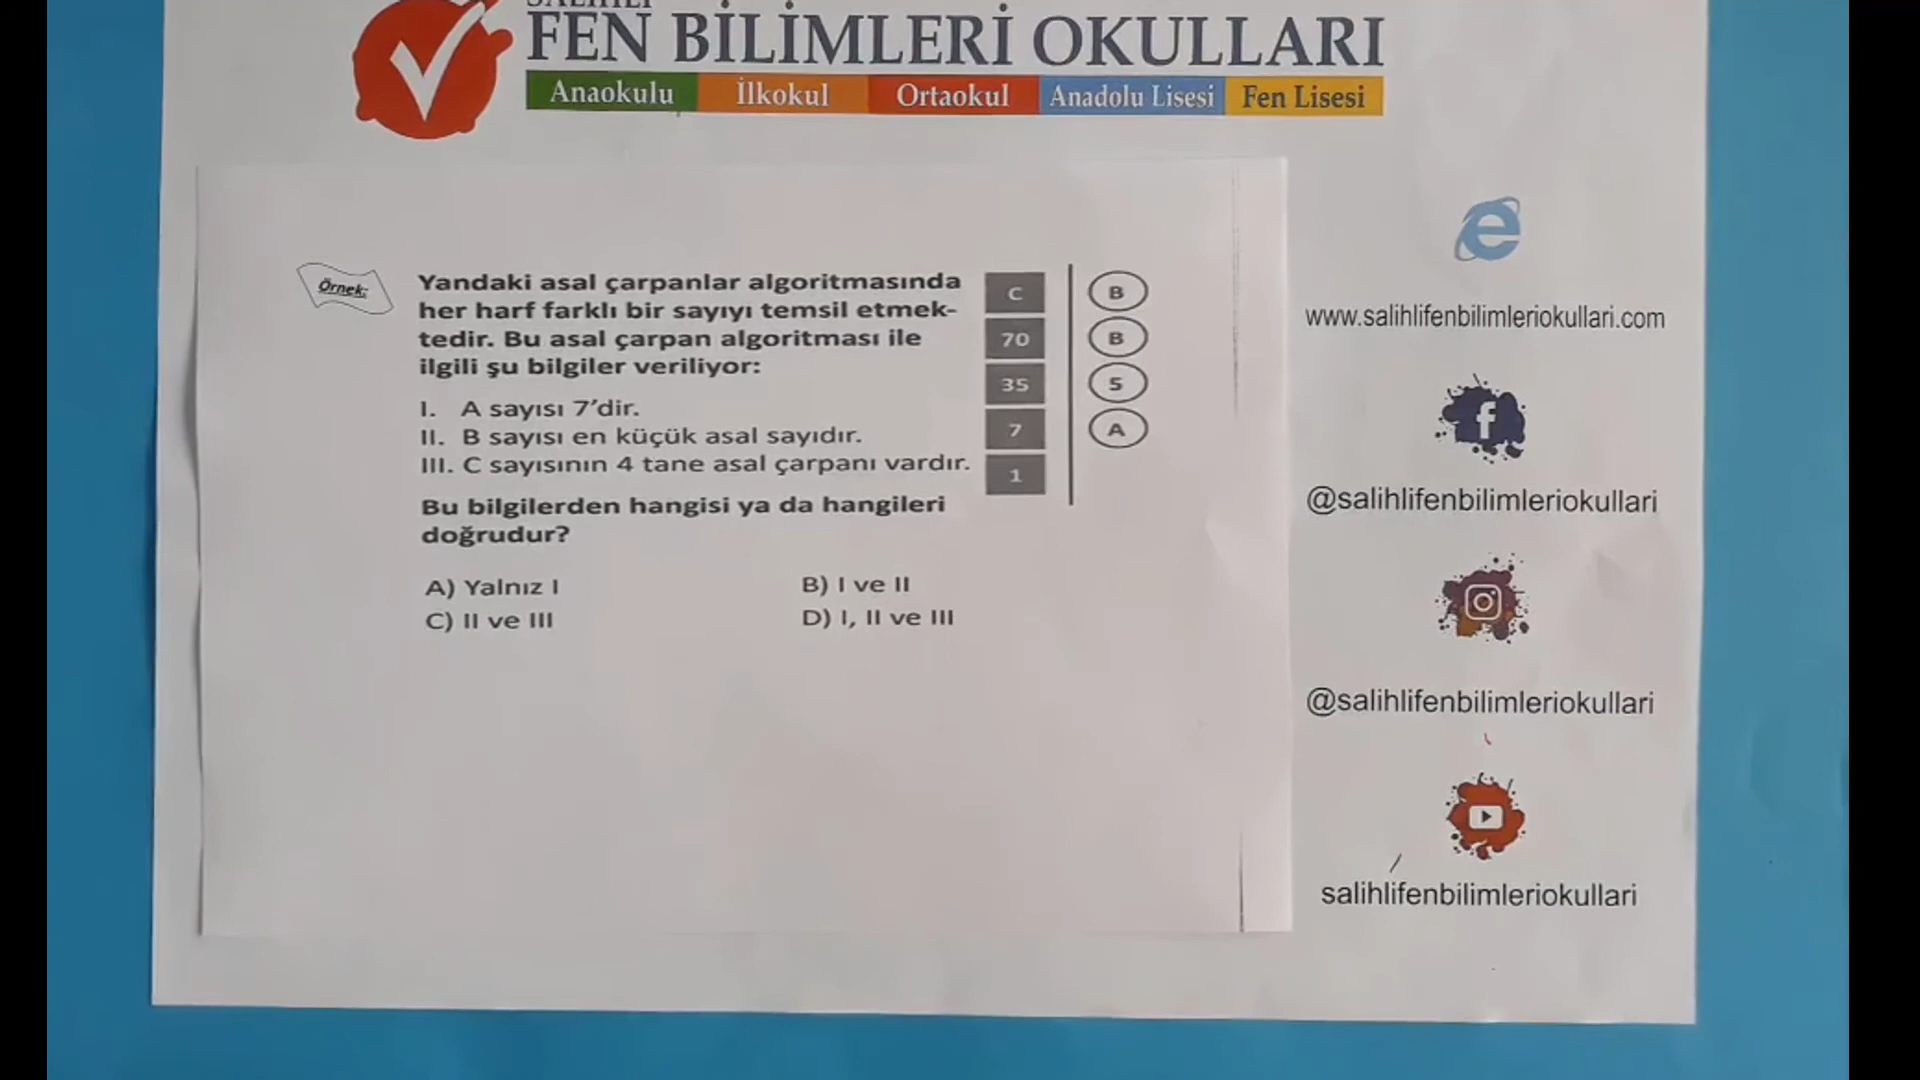 SALİHLİ
FEN BİLİMLERİ OKULLARI
Anaokulu İlkokul Ortaokul Anadolu Lisesi Fen Lisesi
Örnek:
Yandaki asal çarpanlar algoritmasında
her harf farklı bir sayıyı temsil etmek-
tedir. Bu asal çarpan algoritması ile
ilgili şu bilgiler veriliyor:
I. A sayısı 7’dir.
II. B sayısı en küçük asal sayıdır.
III. C sayısının 4 tane asal çarpanı vardır.
Bu bilgilerden hangisi ya da hangileri
doğrudur?
A) Yalnız I B) I ve II
C) II ve III D) I, II ve III
C B
70 B
35 5
7 A
1
www.salihlifenbilimleriokullari.com
@salihlifenbilimleriokullari
@salihlifenbilimleriokullari
salihlifenbilimleriokullari